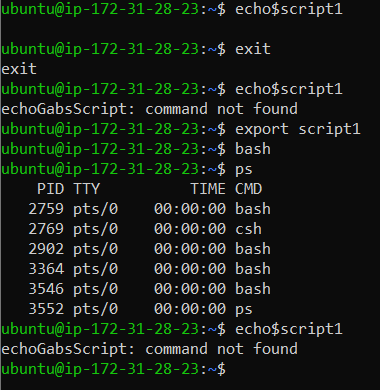 ubuntu@ip-172-31-28-23:~$ echo$script1
ubuntu@ip-172-31-28-23:~$ exit
exit
ubuntu@ip-172-31-28-23:~$ echo$script1
echoGabsScript: command not found
ubuntu@ip-172-31-28-23:~$ export script1
ubuntu@ip-172-31-28-23:~$ bash
ubuntu@ip-172-31-28-23:~$ ps
PID TTY TIME CMD
2759 pts/0 00:00:00 bash
2769 pts/0 00:00:00 csh
2902 pts/0 00:00:00 bash
3364 pts/0 00:00:00 bash
3546 pts/0 00:00:00 bash
3552 pts/0 00:00:00 ps
ubuntu@ip-172-31-28-23:~$ echo$script1
echoGabsScript: command not found
ubuntu@ip-172-31-28-23:~$